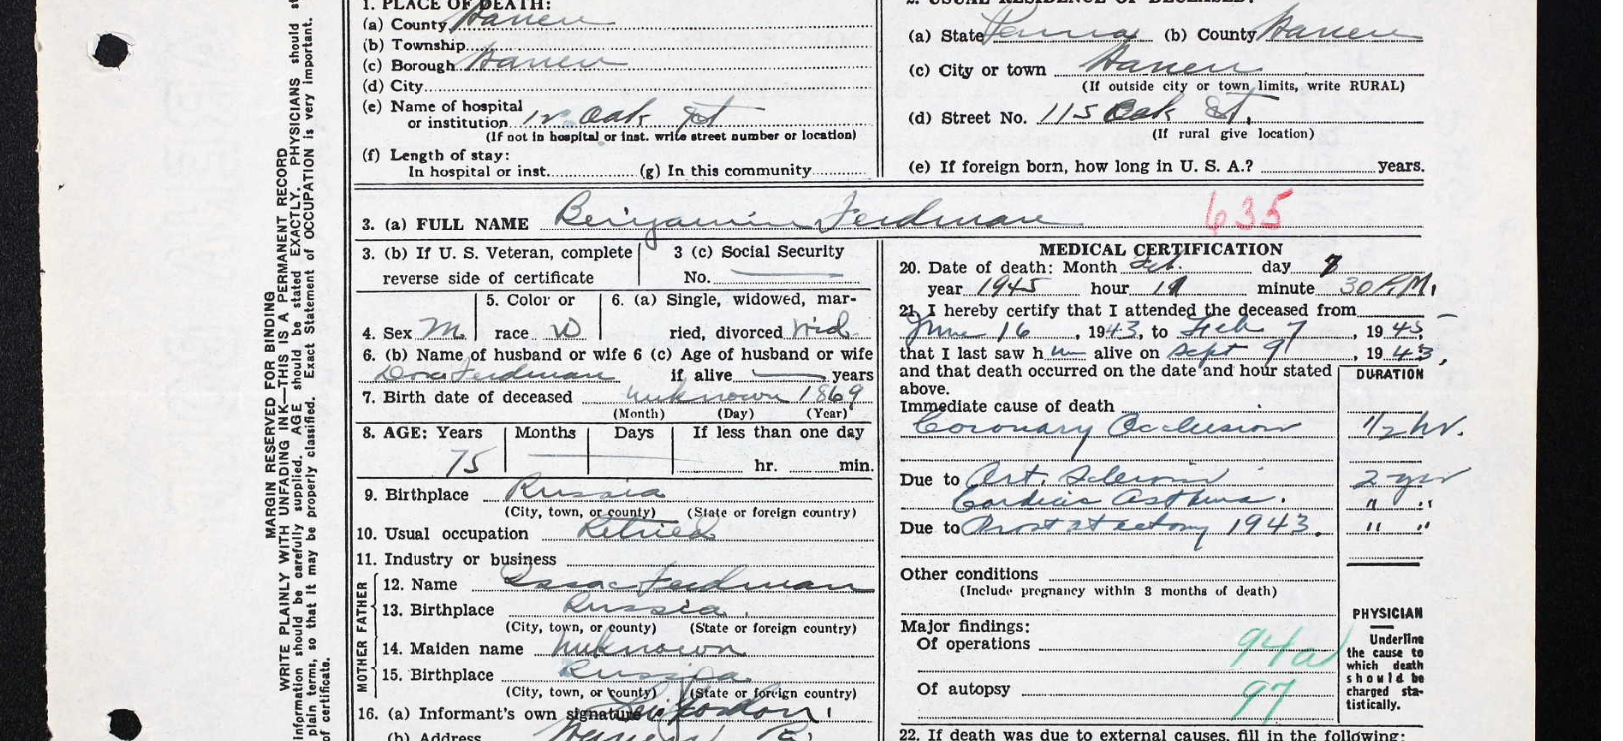 1. PLACE OF DEATH:
(a) County Warren
(b) Township
(c) Borough Warren
(d) City
(e) Name of hospital
or institution Oak St
(If not in hospital or inst. write street number or location)
(f) Length of stay:
In hospital or inst. (g) In this community
2. USUAL RESIDENCE OF DECEASED:
(a) State Penna (b) County Warren
(c) City or town Warren
(If outside city or town limits, write RURAL)
(d) Street No. 115 Oak St.
(If rural give location)
(e) If foreign born, how long in U. S. A.? years.
3. (a) FULL NAME Benjamin Ferdman 635
3. (b) If U. S. Veteran, complete
reverse side of certificate
3 (c) Social Security
No. —
4. Sex M
5. Color or
race W
6. (a) Single, widowed, mar-
ried, divorced Wid.
6. (b) Name of husband or wife
Dora Ferdman
6 (c) Age of husband or wife
if alive — years
7. Birth date of deceased unknown 1869
(Month) (Day) (Year)
8. AGE: Years Months Days If less than one day
75 hr. min.
9. Birthplace Russia
(City, town, or county) (State or foreign country)
10. Usual occupation Retired
11. Industry or business
FATHER
12. Name Isaac Ferdman
13. Birthplace Russia
(City, town, or county) (State or foreign country)
MOTHER
14. Maiden name unknown
15. Birthplace Russia
(City, town, or county) (State or foreign country)
16. (a) Informant's own signature
(b) Address Warren Pa
MEDICAL CERTIFICATION
20. Date of death: Month Feb. day 7
year 1945 hour 11 minute 30 P.M.
21. I hereby certify that I attended the deceased from
June 16, 1943, to Feb 7, 1945
that I last saw him alive on Sept 9, 1943,
and that death occurred on the date and hour stated
above.
DURATION
Immediate cause of death
Coronary Occlusion 1/2 hr.
Due to Art. Sclerosis 2 yrs
Cardiac Asthma. " "
Due to Prostatectomy 1943. " "
Other conditions
(Include pregnancy within 3 months of death)
Major findings:
Of operations 94a
Of autopsy 97
PHYSICIAN
Underline
the cause to
which death
should be
charged sta-
tistically.
22. If death was due to external causes, fill in the following:
MARGIN RESERVED FOR BINDING
WRITE PLAINLY WITH UNFADING INK—THIS IS A PERMANENT RECORD
information should be carefully supplied. AGE should be stated EXACTLY. PHYSICIANS should
plain terms, so that it may be properly classified. Exact Statement of OCCUPATION is very important.
of certificate.